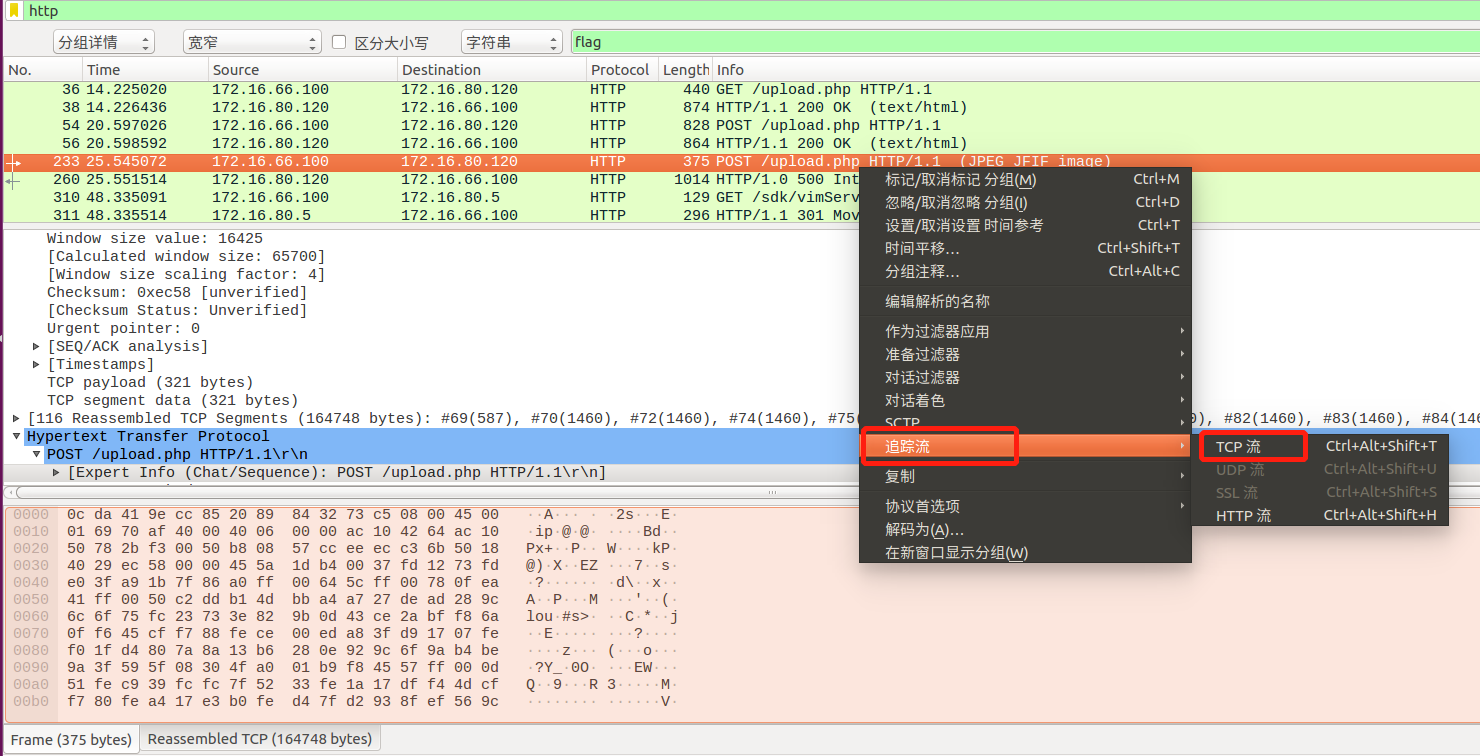 http
分组详情 宽窄 区分大小写 字符串 flag
No. Time Source Destination Protocol Length Info
36 14.225020 172.16.66.100 172.16.80.120 HTTP 440 GET /upload.php HTTP/1.1
38 14.226436 172.16.80.120 172.16.66.100 HTTP 874 HTTP/1.1 200 OK (text/html)
54 20.597026 172.16.66.100 172.16.80.120 HTTP 828 POST /upload.php HTTP/1.1
56 20.598592 172.16.80.120 172.16.66.100 HTTP 864 HTTP/1.1 200 OK (text/html)
233 25.545072 172.16.66.100 172.16.80.120 HTTP 375 POST /upload.php HTTP/1.1 (JPEG JFIF image)
260 25.551514 172.16.80.120 172.16.66.100 HTTP 1014 HTTP/1.0 500 Int
310 48.335091 172.16.66.100 172.16.80.5 HTTP 129 GET /sdk/vimServ
311 48.335514 172.16.80.5 172.16.66.100 HTTP 296 HTTP/1.1 301 Mov
标记/取消标记 分组(M) Ctrl+M
忽略/取消忽略 分组(I) Ctrl+D
设置/取消设置 时间参考 Ctrl+T
时间平移… Ctrl+Shift+T
分组注释… Ctrl+Alt+C
编辑解析的名称
作为过滤器应用
准备过滤器
对话过滤器
对话着色
SCTP
追踪流
复制
协议首选项
解码为(A)…
在新窗口显示分组(W)
TCP 流 Ctrl+Alt+Shift+T
UDP 流 Ctrl+Alt+Shift+U
SSL 流 Ctrl+Alt+Shift+S
HTTP 流 Ctrl+Alt+Shift+H
Window size value: 16425
[Calculated window size: 65700]
[Window size scaling factor: 4]
Checksum: 0xec58 [unverified]
[Checksum Status: Unverified]
Urgent pointer: 0
[SEQ/ACK analysis]
[Timestamps]
TCP payload (321 bytes)
TCP segment data (321 bytes)
[116 Reassembled TCP Segments (164748 bytes): #69(587), #70(1460), #72(1460), #74(1460), #75( ), #82(1460), #83(1460), #84(146
Hypertext Transfer Protocol
POST /upload.php HTTP/1.1\r\n
[Expert Info (Chat/Sequence): POST /upload.php HTTP/1.1\r\n]
0000 0c da 41 9e cc 85 20 89 84 32 73 c5 08 00 45 00 ··A··· · ·2s···E·
0010 01 69 70 af 40 00 40 06 00 00 ac 10 42 64 ac 10 ·ip·@·@· ····Bd··
0020 50 78 2b f3 00 50 b8 08 57 cc ee ec c3 6b 50 18 Px+··P·· W····kP·
0030 40 29 ec 58 00 00 45 5a 1d b4 00 37 fd 12 73 fd @)·X··EZ ···7··s·
0040 e0 3f a9 1b 7f 86 a0 ff 00 64 5c ff 00 78 0f ea ·?······ ·d\··x··
0050 41 ff 00 50 c2 dd b1 4d bb a4 a7 27 de ad 28 9c A··P···M ···'··(·
0060 6c 6f 75 fc 23 73 3e 82 9b 0d 43 ce 2a bf f8 6a lou·#s>· ··C·*··j
0070 0f f6 45 cf f7 88 fe ce 00 ed a8 3f d9 17 07 fe ··E····· ···?····
0080 f0 1f d4 80 7a 8a 13 b6 28 0e 92 9c 6f 9a b4 be ····z··· (···o···
0090 9a 3f 59 5f 08 30 4f a0 01 b9 f8 45 57 ff 00 0d ·?Y_·0O· ···EW···
00a0 51 fe c9 39 fc fc 7f 52 33 fe 1a 17 df f4 4d cf Q··9···R 3·····M·
00b0 f7 80 fe a4 17 e3 b0 fe d4 7f d2 93 8f ef 56 9c ········ ······V·
Frame (375 bytes) Reassembled TCP (164748 bytes)